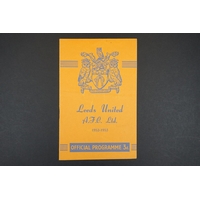 Leeds United
A.F.C. Ltd.
OFFICIAL PROGRAMME